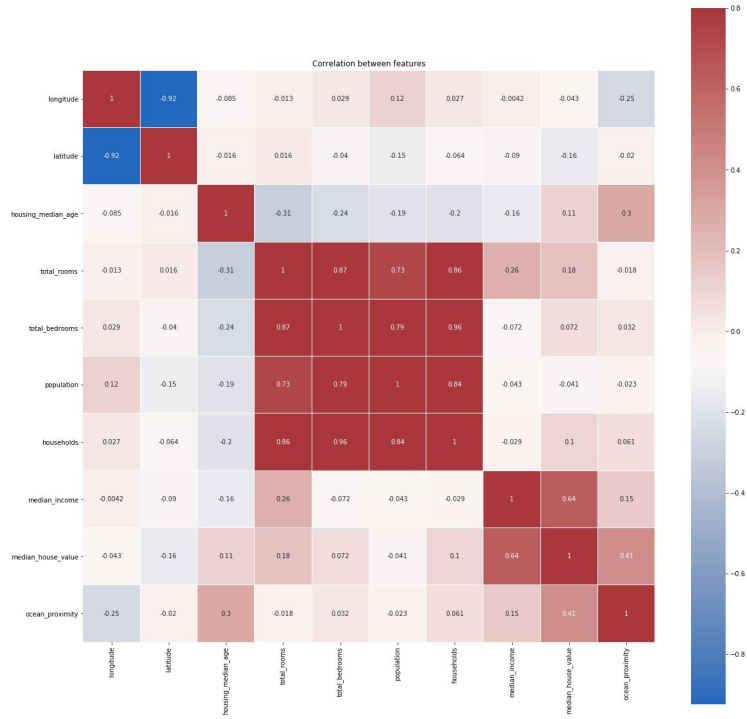 Correlation between features
longitude 1 -0.92 -0.085 -0.013 0.029 0.12 0.027 -0.0042 -0.043 -0.25
latitude -0.92 1 -0.016 0.016 -0.04 -0.15 -0.064 -0.09 -0.16 -0.02
housing_median_age -0.085 -0.016 1 -0.31 -0.24 -0.19 -0.2 -0.16 0.11 0.3
total_rooms -0.013 0.016 -0.31 1 0.87 0.73 0.86 0.26 0.18 -0.018
total_bedrooms 0.029 -0.04 -0.24 0.87 1 0.79 0.96 -0.072 0.072 0.032
population 0.12 -0.15 -0.19 0.73 0.79 1 0.84 -0.043 -0.041 -0.023
households 0.027 -0.064 -0.2 0.86 0.96 0.84 1 -0.029 0.1 0.061
median_income -0.0042 -0.09 -0.16 0.26 -0.072 -0.043 -0.029 1 0.64 0.15
median_house_value -0.043 -0.16 0.11 0.18 0.072 -0.041 0.1 0.64 1 0.41
ocean_proximity -0.25 -0.02 0.3 -0.018 0.032 -0.023 0.061 0.15 0.41 1
longitude latitude housing_median_age total_rooms total_bedrooms population households median_income median_house_value ocean_proximity
0.8
0.6
0.4
0.2
0.0
-0.2
-0.4
-0.6
-0.8